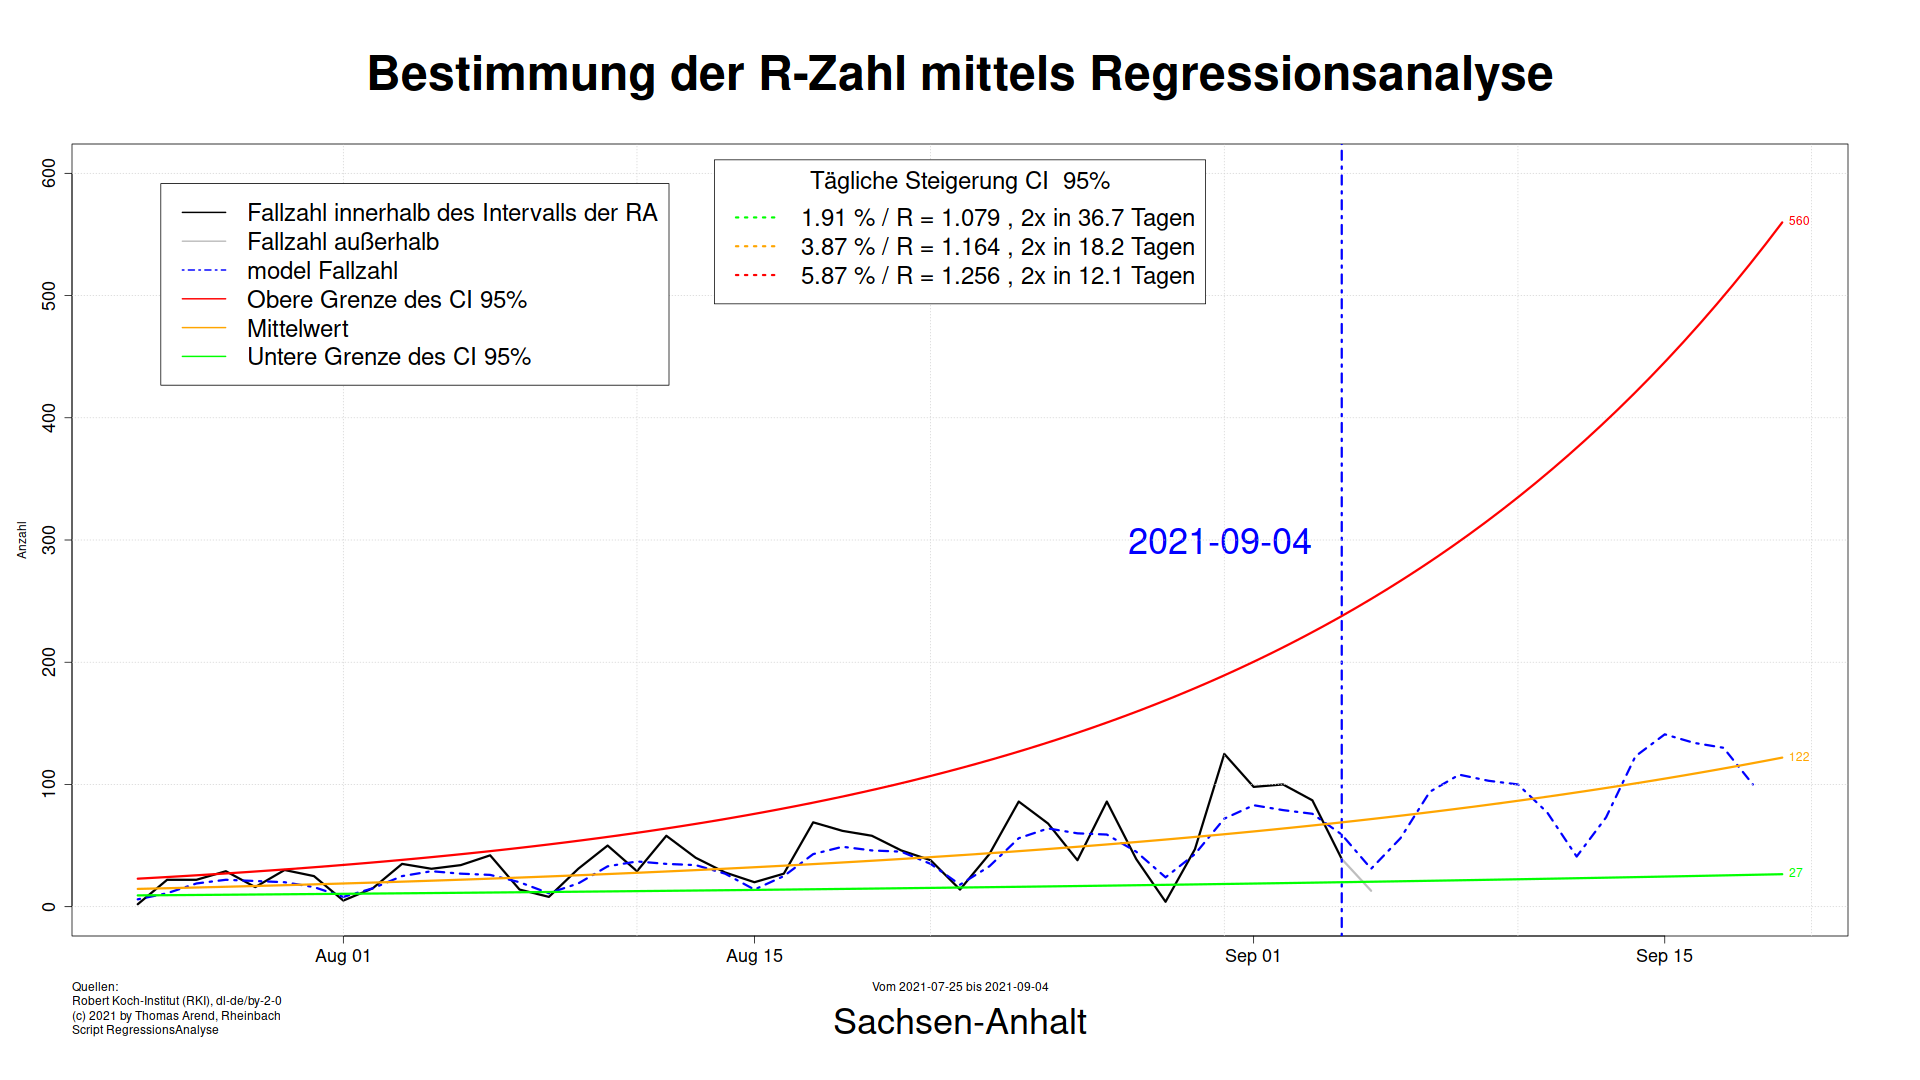 Bestimmung der R-Zahl mittels Regressionsanalyse
Fallzahl innerhalb des Intervalls der RA
Fallzahl außerhalb
model Fallzahl
Obere Grenze des CI 95%
Mittelwert
Untere Grenze des CI 95%
Tägliche Steigerung CI  95%
1.91 % / R = 1.079 , 2x in 36.7 Tagen
3.87 % / R = 1.164 , 2x in 18.2 Tagen
5.87 % / R = 1.256 , 2x in 12.1 Tagen
Anzahl
600
500
400
300
200
100
0
2021-09-04
560
122
27
Aug 01
Aug 15
Sep 01
Sep 15
Quellen:
Robert Koch-Institut (RKI), dl-de/by-2-0
(c) 2021 by Thomas Arend, Rheinbach
Script RegressionsAnalyse
Vom 2021-07-25 bis 2021-09-04
Sachsen-Anhalt